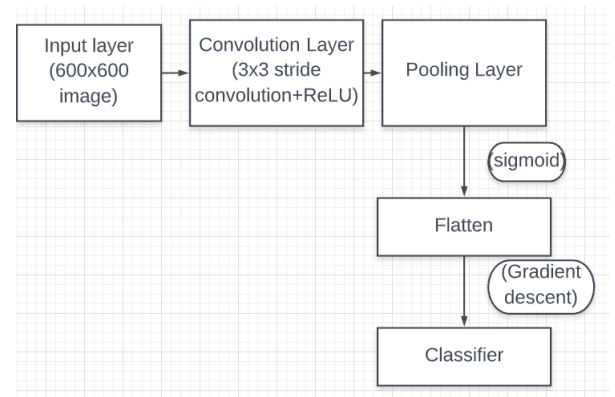 Input layer
(600x600
image)
Convolution Layer
(3x3 stride
convolution+ReLU)
Pooling Layer
(sigmoid)
Flatten
(Gradient
descent)
Classifier